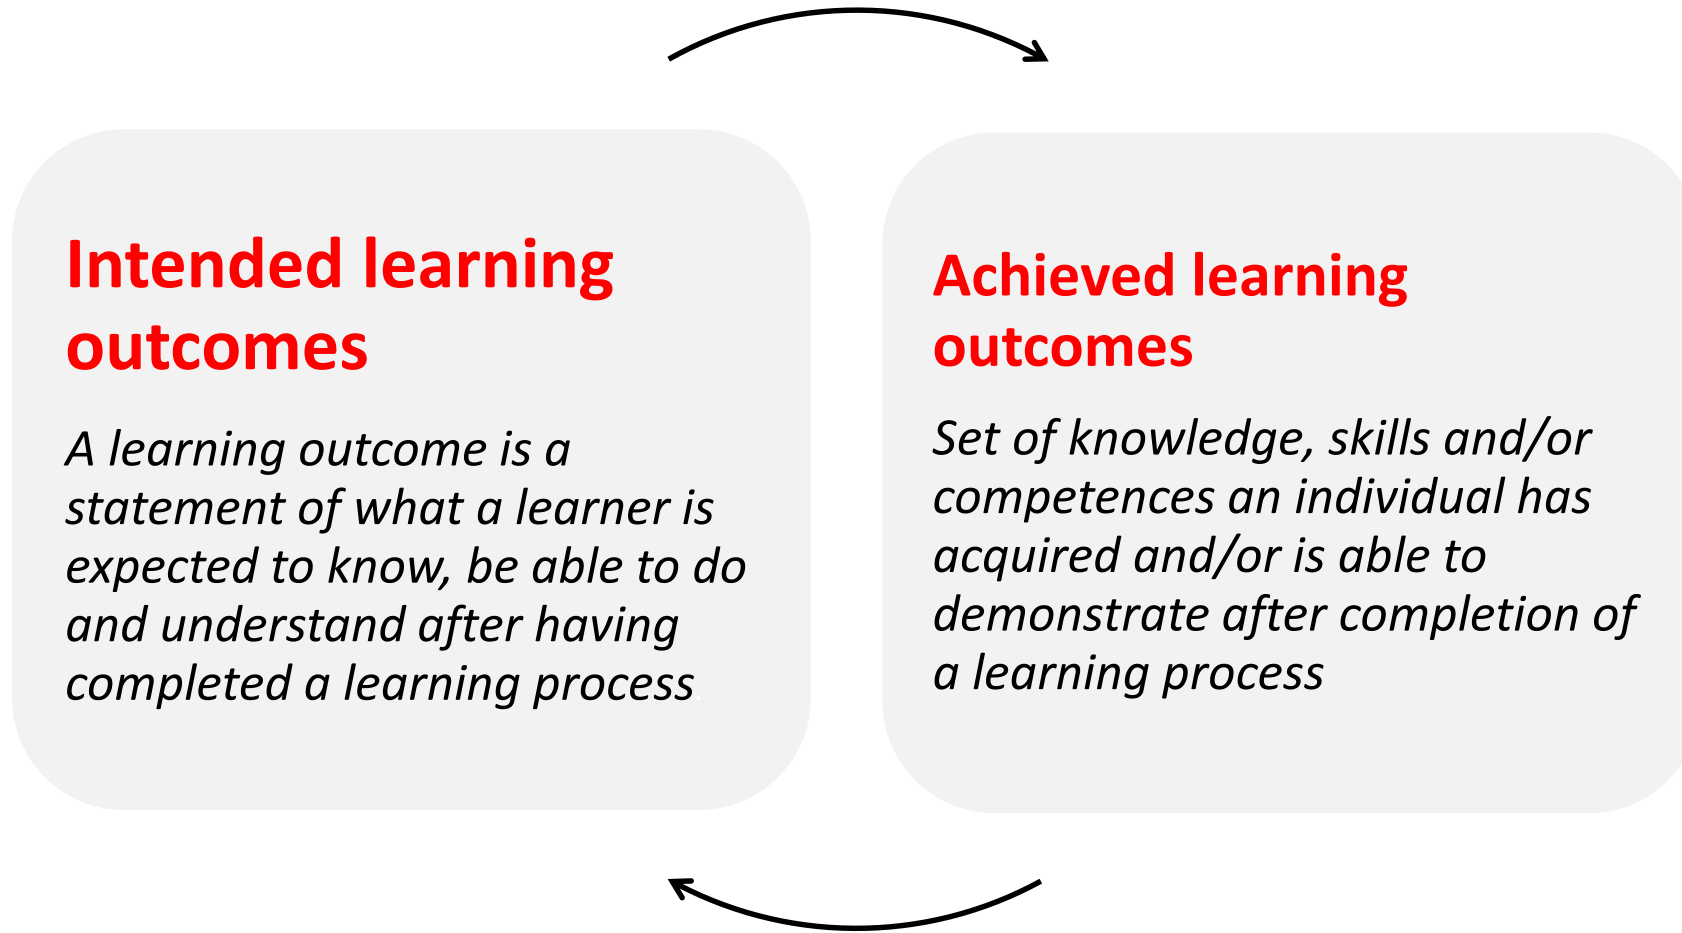 Intended learning
outcomes
A learning outcome is a
statement of what a learner is
expected to know, be able to do
and understand after having
completed a learning process
Achieved learning
outcomes
Set of knowledge, skills and/or
competences an individual has
acquired and/or is able to
demonstrate after completion of
a learning process